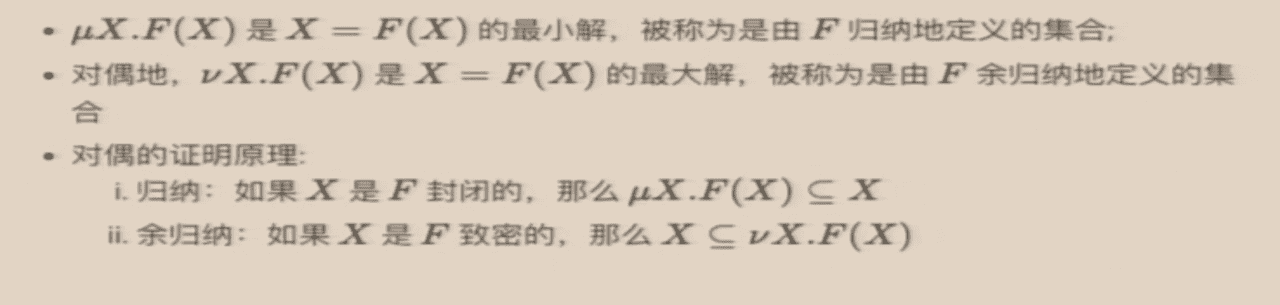 • μX.F(X) 是 X = F(X) 的最小解，被称为是由 F 归纳地定义的集合;
• 对偶地，νX.F(X) 是 X = F(X) 的最大解，被称为是由 F 余归纳地定义的集
合
• 对偶的证明原理:
i. 归纳：如果 X 是 F 封闭的，那么 μX.F(X) ⊆ X
ii. 余归纳：如果 X 是 F 致密的，那么 X ⊆ νX.F(X)